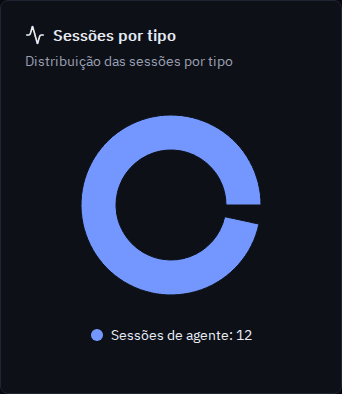 Sessões por tipo
Distribuição das sessões por tipo
Sessões de agente: 12